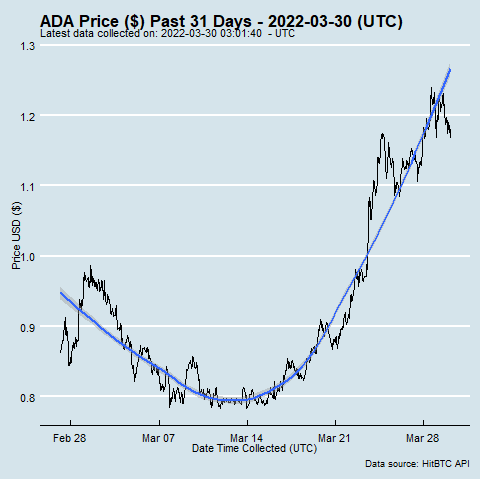 ADA Price ($) Past 31 Days - 2022-03-30 (UTC)
Latest data collected on: 2022-03-30 03:01:40 - UTC
1.3
1.2
1.1
1.0
0.9
0.8
Price USD ($)
Feb 28 Mar 07 Mar 14 Mar 21 Mar 28
Date Time Collected (UTC)
Data source: HitBTC API